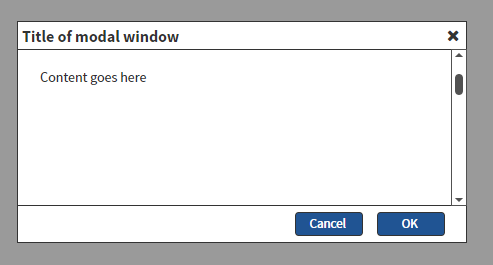 Title of modal window
Content goes here
Cancel
OK